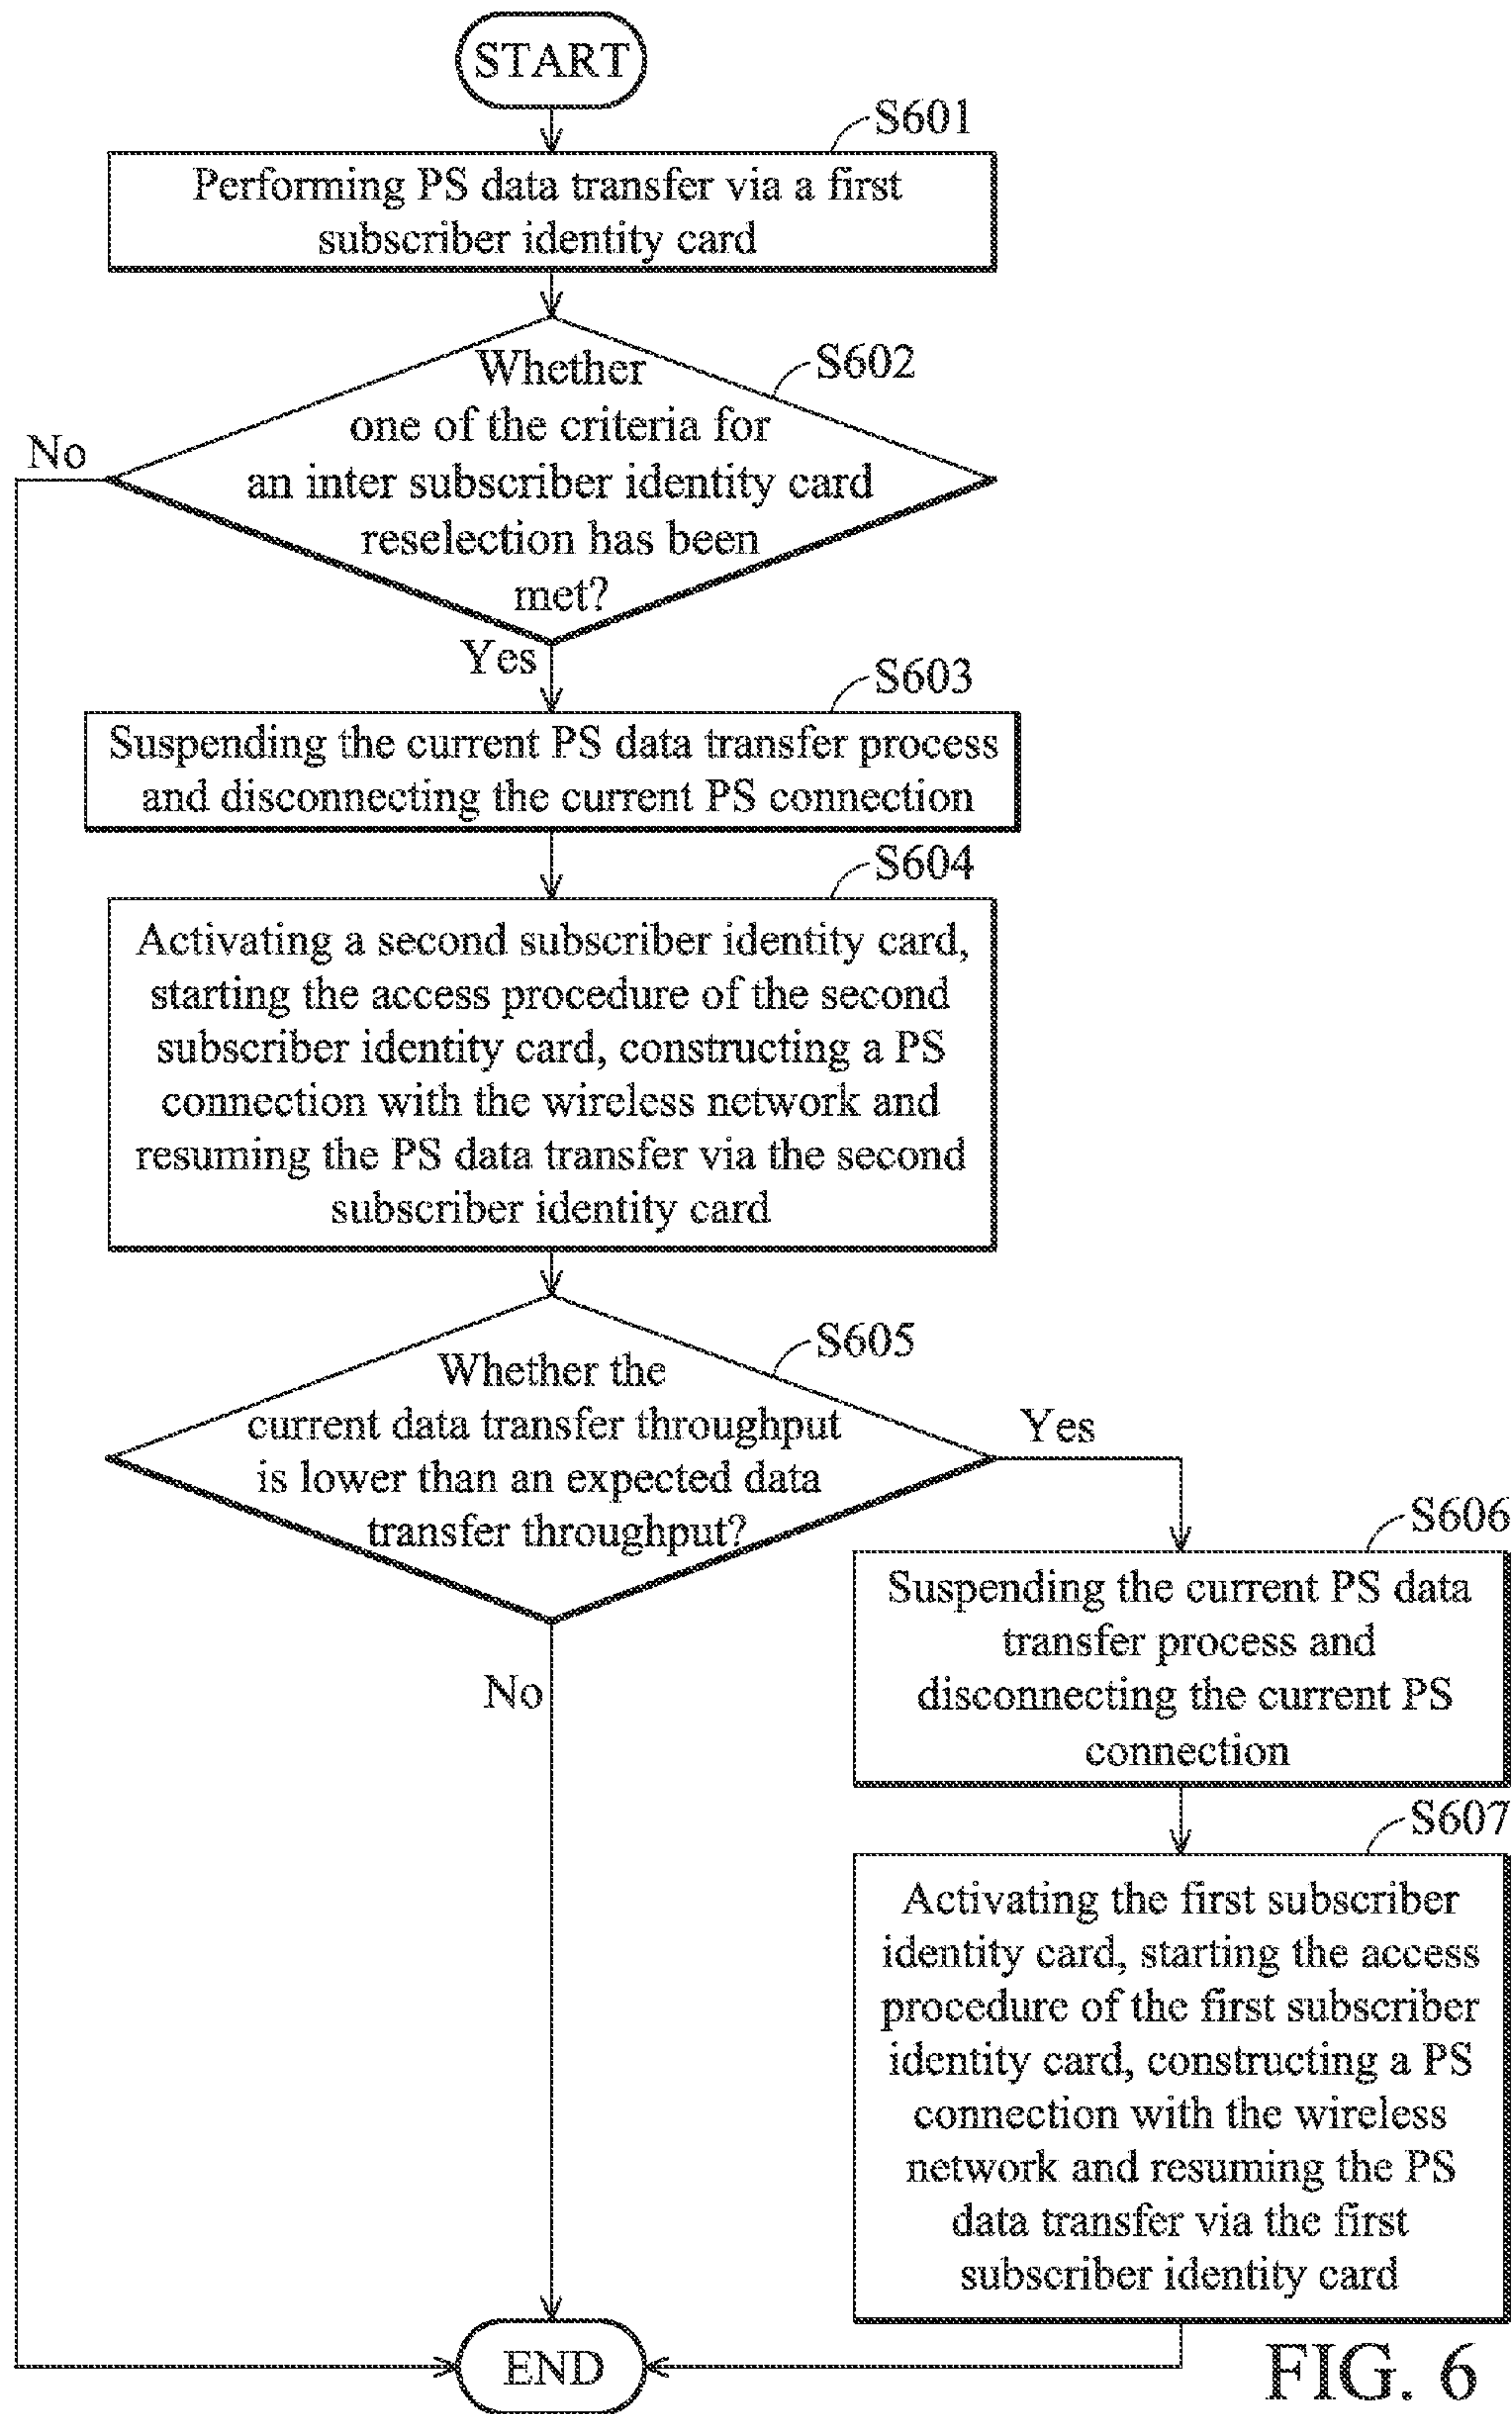 START
S601
Performing PS data transfer via a first
subscriber identity card
S602
Whether
one of the criteria for
an inter subscriber identity card
reselection has been
met?
No
Yes
S603
Suspending the current PS data transfer process
and disconnecting the current PS connection
S604
Activating a second subscriber identity card,
starting the access procedure of the second
subscriber identity card, constructing a PS
connection with the wireless network and
resuming the PS data transfer via the second
subscriber identity card
S605
Whether the
current data transfer throughput
is lower than an expected data
transfer throughput?
Yes
No
S606
Suspending the current PS data
transfer process and
disconnecting the current PS
connection
S607
Activating the first subscriber
identity card, starting the access
procedure of the first subscriber
identity card, constructing a PS
connection with the wireless
network and resuming the PS
data transfer via the first
subscriber identity card
END
FIG. 6